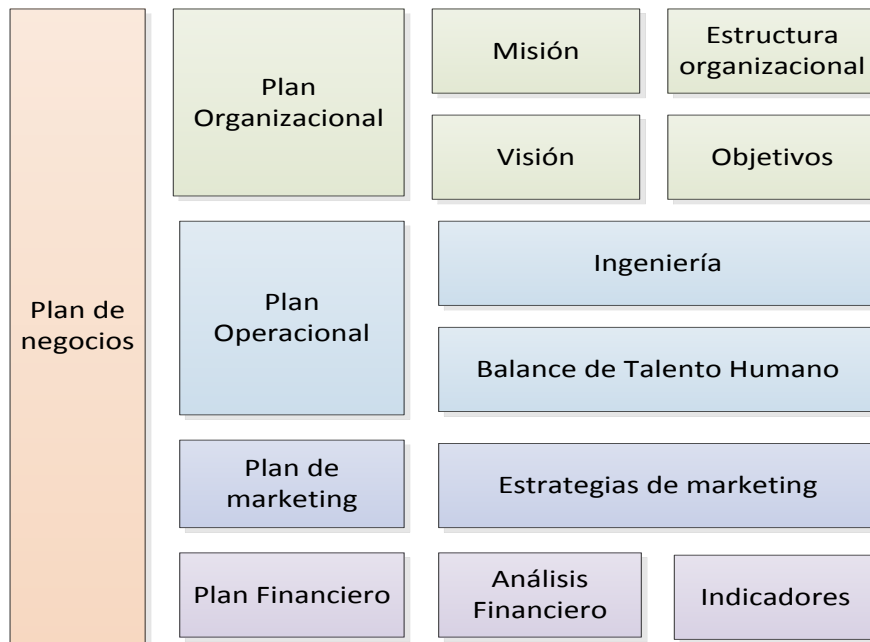 Plan de
negocios
Plan
Organizacional
Misión
Estructura
organizacional
Visión
Objetivos
Plan
Operacional
Ingeniería
Balance de Talento Humano
Plan de
marketing
Estrategias de marketing
Plan Financiero
Análisis
Financiero
Indicadores